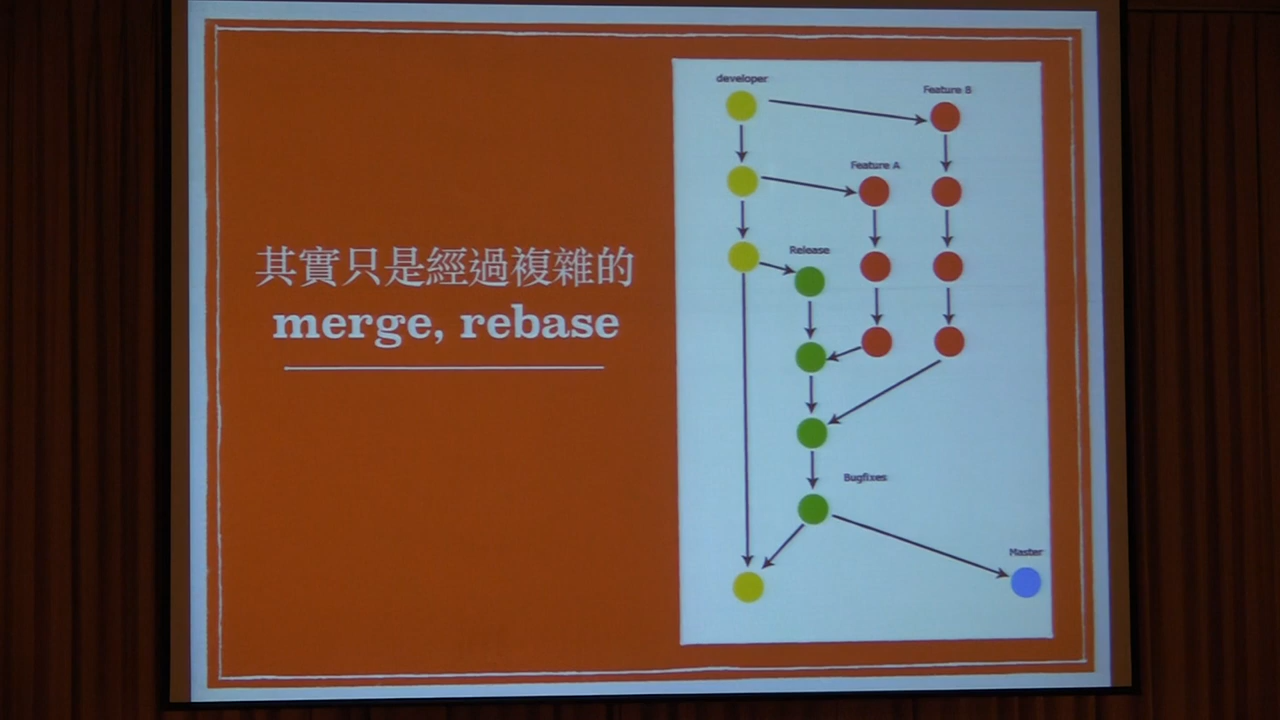 其實只是經過複雜的
merge, rebase
developer
Feature B
Feature A
Release
Bugfixes
Master